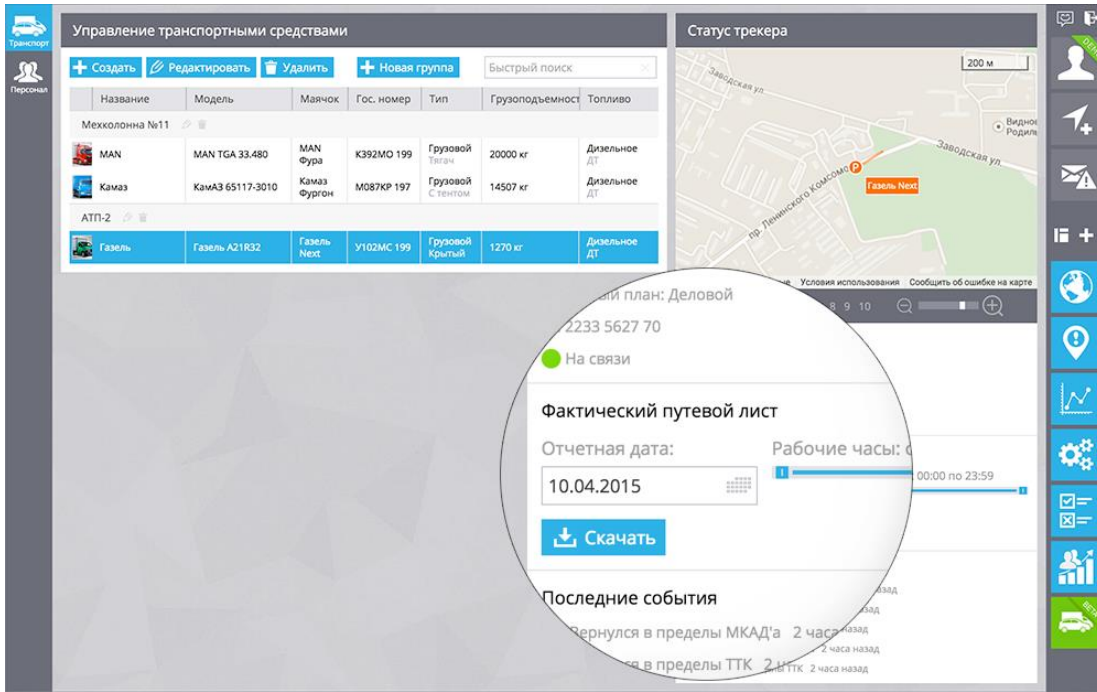 Транспорт
Персонал
Управление транспортными средствами
Создать Редактировать Удалить Новая группа Быстрый поиск
Название Модель Маячок Гос. номер Тип Грузоподъемност Топливо
Мехколонна №11
MAN MAN TGA 33.480 MAN Фура К392МО 199 Грузовой Тягач 20000 кг Дизельное ДТ
Камаз КамАЗ 65117-3010 Камаз Фургон М087КР 197 Грузовой С тентом 14507 кг Дизельное ДТ
АТП-2
Газель Газель А21R32 Газель Next У102МС 199 Грузовой Крытый 1270 кг Дизельное ДТ
Статус трекера
200 м
Заводская ул.
Заводская ул.
пр. Ленинского Комсомо
P
Газель Next
Условия использования Сообщить об ошибке на карте
8 9 10
план: Деловой
2233 5627 70
На связи
Фактический путевой лист
Отчетная дата:
Рабочие часы: с
10.04.2015
00:00 по 23:59
Скачать
Последние события
Вернулся в пределы МКАД'а 2 часа
назад
назад
назад
2 часа назад
в пределы ТТК 2
ТТК 2 часа назад
BETA